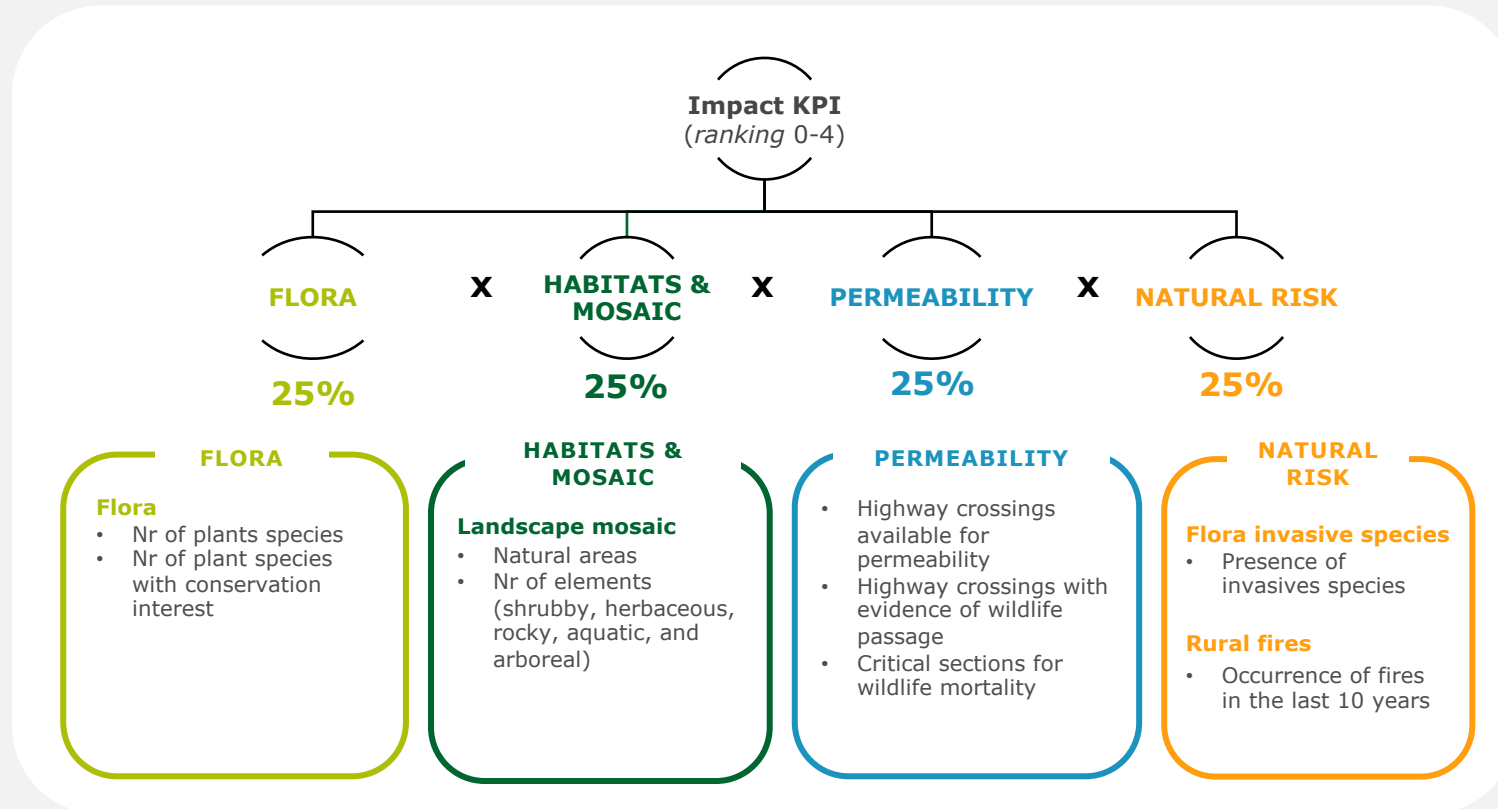 Impact KPI
(ranking 0-4)
FLORA
X
HABITATS &
MOSAIC
X
PERMEABILITY
X
NATURAL RISK
25%
25%
25%
25%
FLORA
Flora
• Nr of plants species
• Nr of plant species
with conservation
interest
HABITATS &
MOSAIC
Landscape mosaic
• Natural areas
• Nr of elements
(shrubby, herbaceous,
rocky, aquatic, and
arboreal)
PERMEABILITY
• Highway crossings
available for
permeability
• Highway crossings with
evidence of wildlife
passage
• Critical sections for
wildlife mortality
NATURAL
RISK
Flora invasive species
• Presence of
invasives species
Rural fires
• Occurrence of fires
in the last 10 years